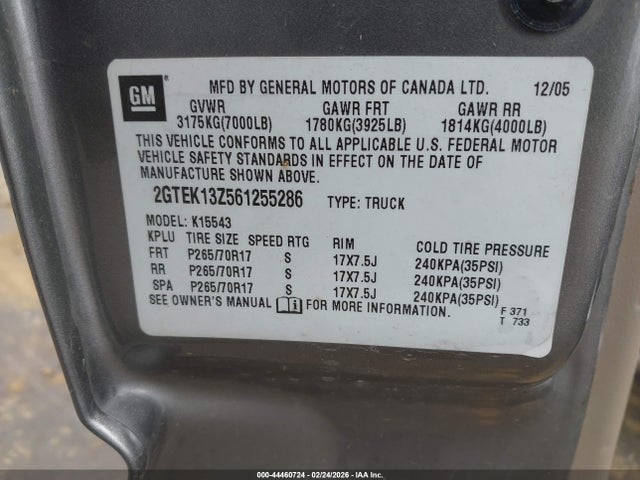 GM ®
MFD BY GENERAL MOTORS OF CANADA LTD. 12/05
GVWR GAWR FRT GAWR RR
3175KG(7000LB) 1780KG(3925LB) 1814KG(4000LB)
THIS VEHICLE CONFORMS TO ALL APPLICABLE U.S. FEDERAL MOTOR
VEHICLE SAFETY STANDARDS IN EFFECT ON THE DATE OF
MANUFACTURE SHOWN ABOVE.
2GTEK13Z561255286 TYPE: TRUCK
MODEL: K15543
KPLU TIRE SIZE SPEED RTG RIM COLD TIRE PRESSURE
FRT P265/70R17 S 17X7.5J 240KPA(35PSI)
RR P265/70R17 S 17X7.5J 240KPA(35PSI)
SPA P265/70R17 S 17X7.5J 240KPA(35PSI)
SEE OWNER'S MANUAL FOR MORE INFORMATION.
F 371
T 733
000-44460724 - 02/24/2026 - IAA Inc.